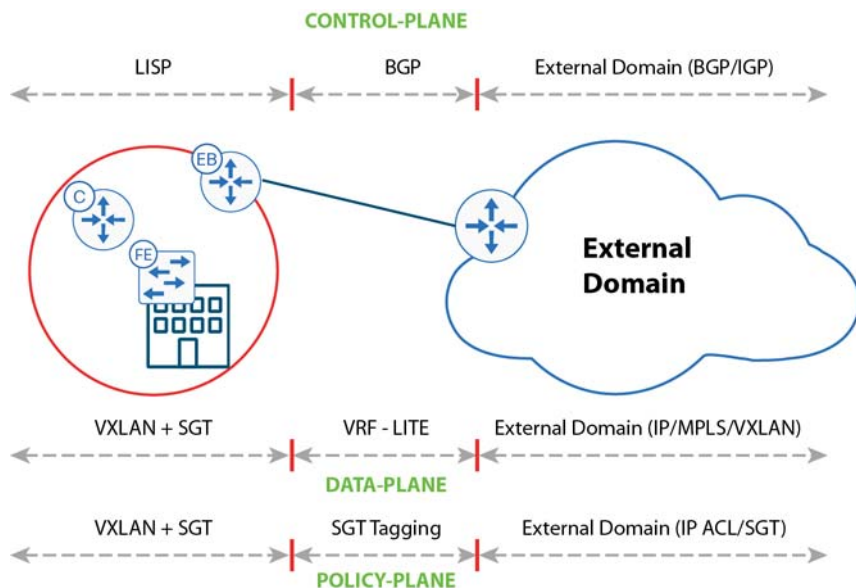 CONTROL-PLANE
LISP
BGP
External Domain (BGP/IGP)
EB
C
FE
External
Domain
VXLAN + SGT
VRF - LITE
External Domain (IP/MPLS/VXLAN)
DATA-PLANE
VXLAN + SGT
SGT Tagging
External Domain (IP ACL/SGT)
POLICY-PLANE